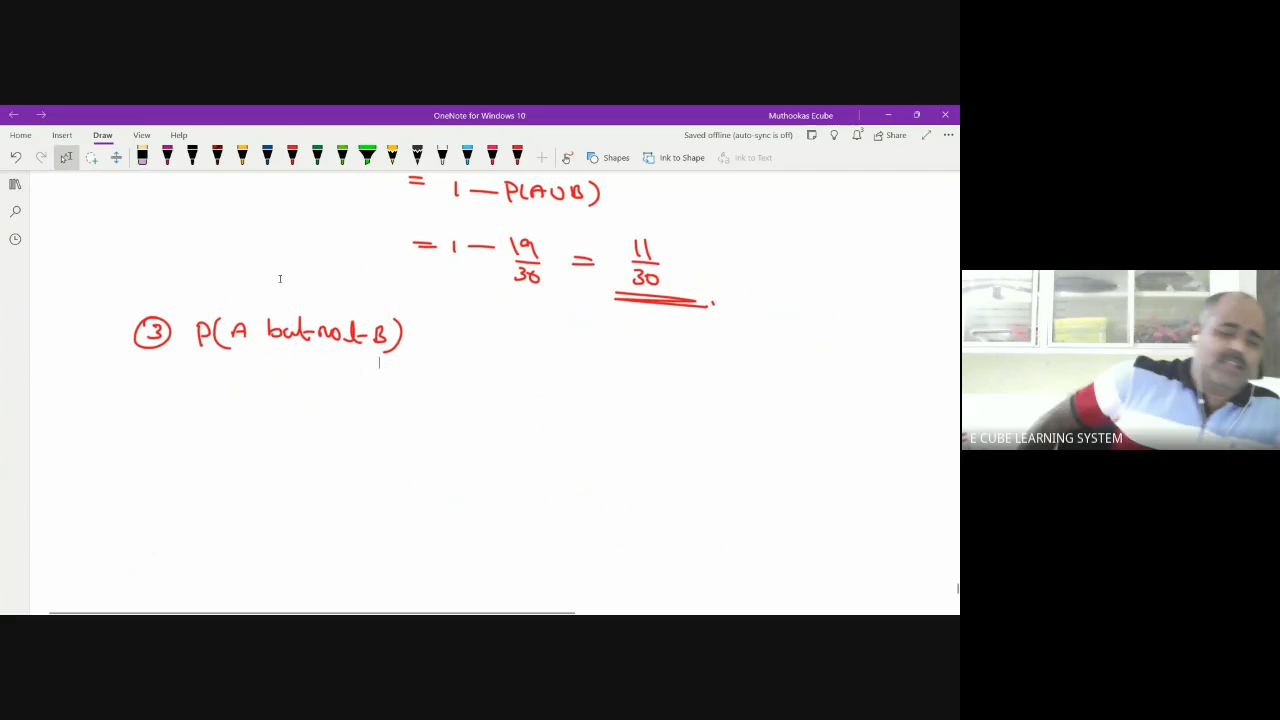 OneNote for Windows 10
Muthookas Ecube
Home Insert Draw View Help
Saved offline (auto-sync is off)
3
Share
Shapes
Ink to Shape
Ink to Text
= 1 — P(A∪B)
= 1 — 19/30 = 11/30
③ P(A but not B)
E CUBE LEARNING SYSTEM